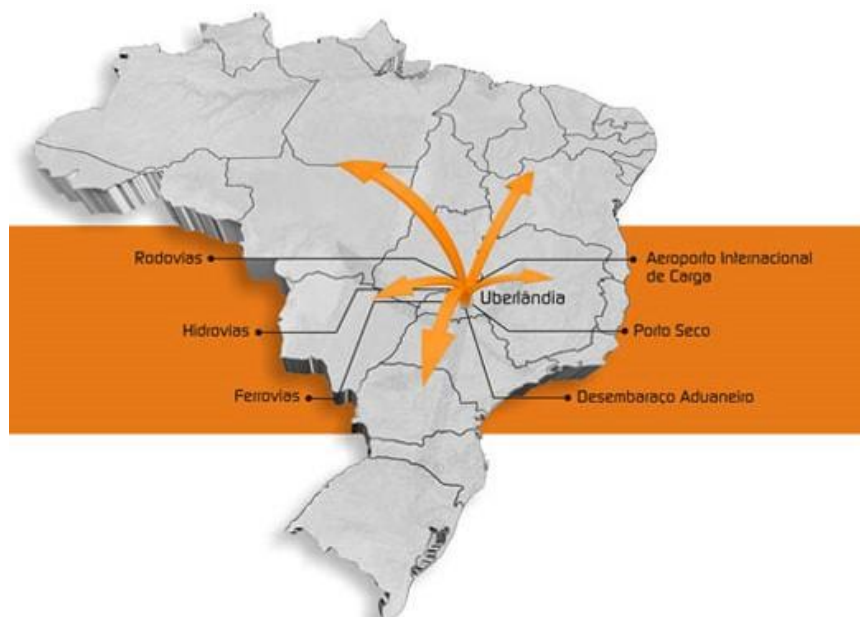 Rodovias
Aeroporto Internacional
de Carga
Uberlândia
Hidrovias
Porto Seco
Ferrovias
Desembaraço Aduaneiro